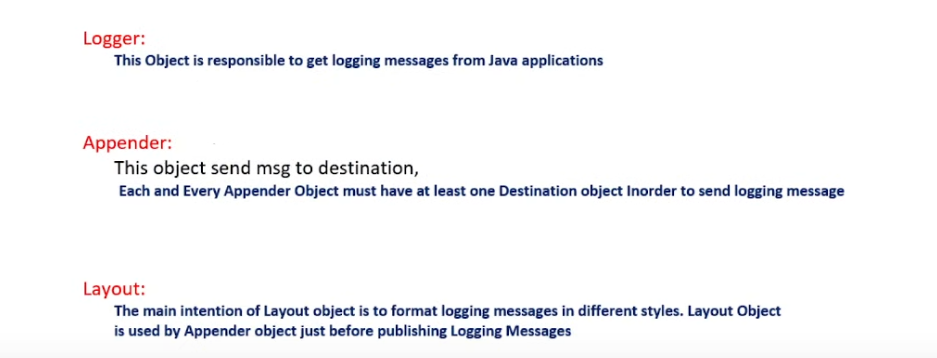 Logger:
This Object is responsible to get logging messages from Java applications
Appender:
This object send msg to destination,
Each and Every Appender Object must have at least one Destination object Inorder to send logging message
Layout:
The main intention of Layout object is to format logging messages in different styles. Layout Object
is used by Appender object just before publishing Logging Messages